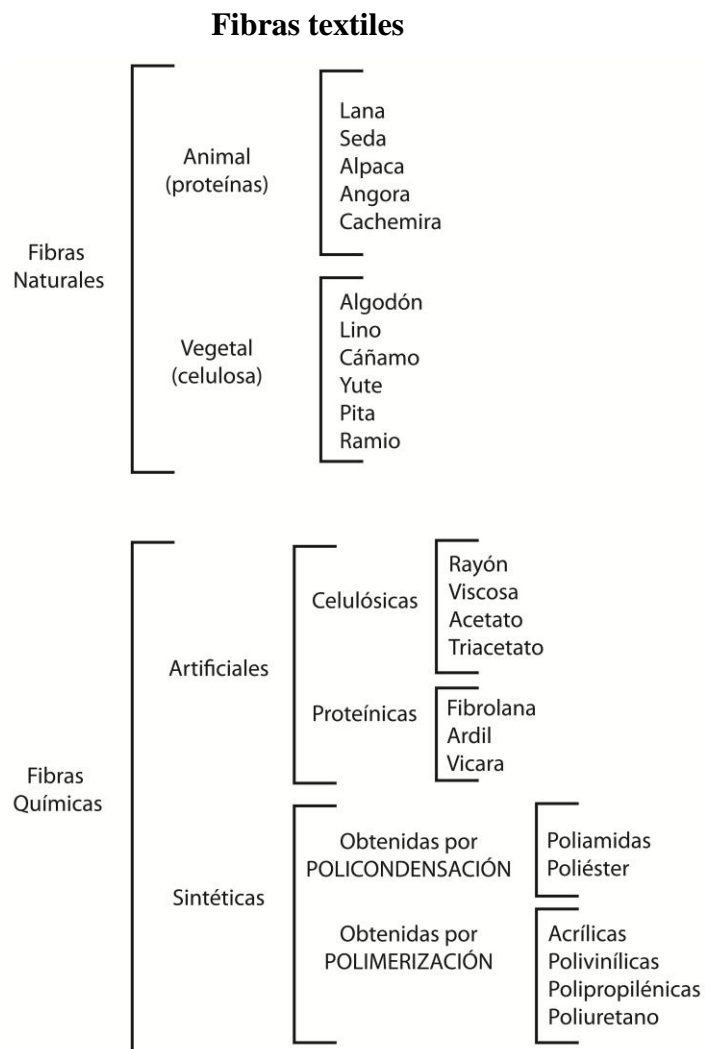 Fibras textiles
Fibras
Naturales
Animal
(proteínas)
Lana
Seda
Alpaca
Angora
Cachemira
Vegetal
(celulosa)
Algodón
Lino
Cáñamo
Yute
Pita
Ramio
Fibras
Químicas
Artificiales
Celulósicas
Rayón
Viscosa
Acetato
Triacetato
Proteínicas
Fibrolana
Ardil
Vicara
Sintéticas
Obtenidas por
POLICONDENSACIÓN
Poliamidas
Poliéster
Obtenidas por
POLIMERIZACIÓN
Acrílicas
Polivinílicas
Polipropilénicas
Poliuretano